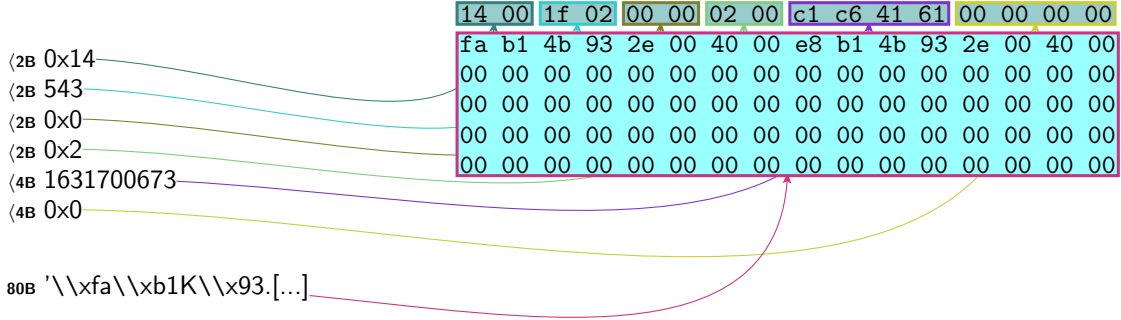 14 00 1f 02 00 00 02 00 c1 c6 41 61 00 00 00 00
fa b1 4b 93 2e 00 40 00 e8 b1 4b 93 2e 00 40 00
00 00 00 00 00 00 00 00 00 00 00 00 00 00 00 00
00 00 00 00 00 00 00 00 00 00 00 00 00 00 00 00
00 00 00 00 00 00 00 00 00 00 00 00 00 00 00 00
00 00 00 00 00 00 00 00 00 00 00 00 00 00 00 00
⟨2B 0x14
⟨2B 543
⟨2B 0x0
⟨2B 0x2
⟨4B 1631700673
⟨4B 0x0
80B '\\xfa\\xb1K\\x93.[...]